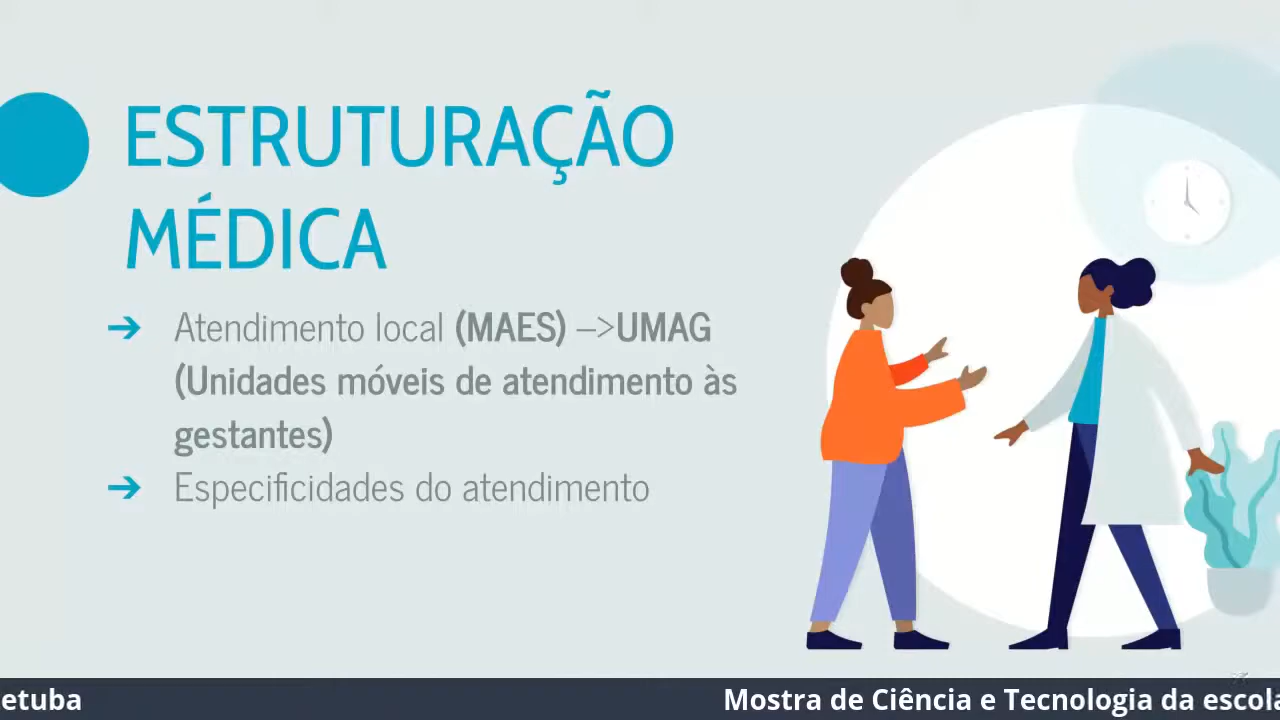 ESTRUTURAÇÃO
MÉDICA
➔ Atendimento local (MAES) –>UMAG
(Unidades móveis de atendimento às
gestantes)
➔ Especificidades do atendimento
etuba
Mostra de Ciência e Tecnologia da escola